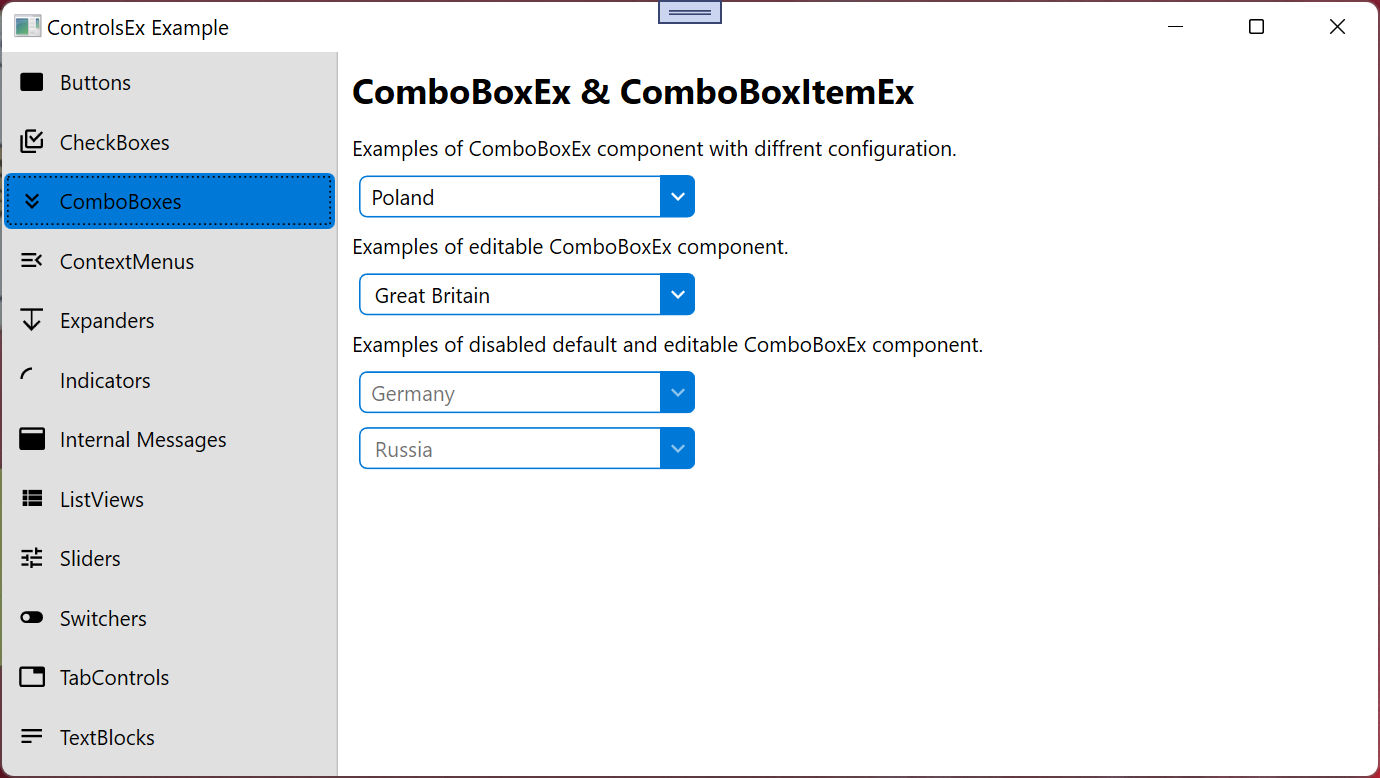 ControlsEx Example
Buttons
CheckBoxes
ComboBoxes
ContextMenus
Expanders
Indicators
Internal Messages
ListViews
Sliders
Switchers
TabControls
TextBlocks
ComboBoxEx & ComboBoxItemEx
Examples of ComboBoxEx component with diffrent configuration.
Poland
Examples of editable ComboBoxEx component.
Great Britain
Examples of disabled default and editable ComboBoxEx component.
Germany
Russia